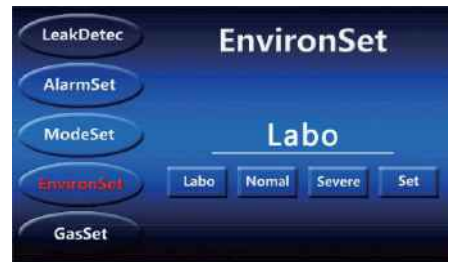 LeakDetec
EnvironSet
AlarmSet
ModeSet
Labo
EnvironSet
Labo Nomal Severe Set
GasSet